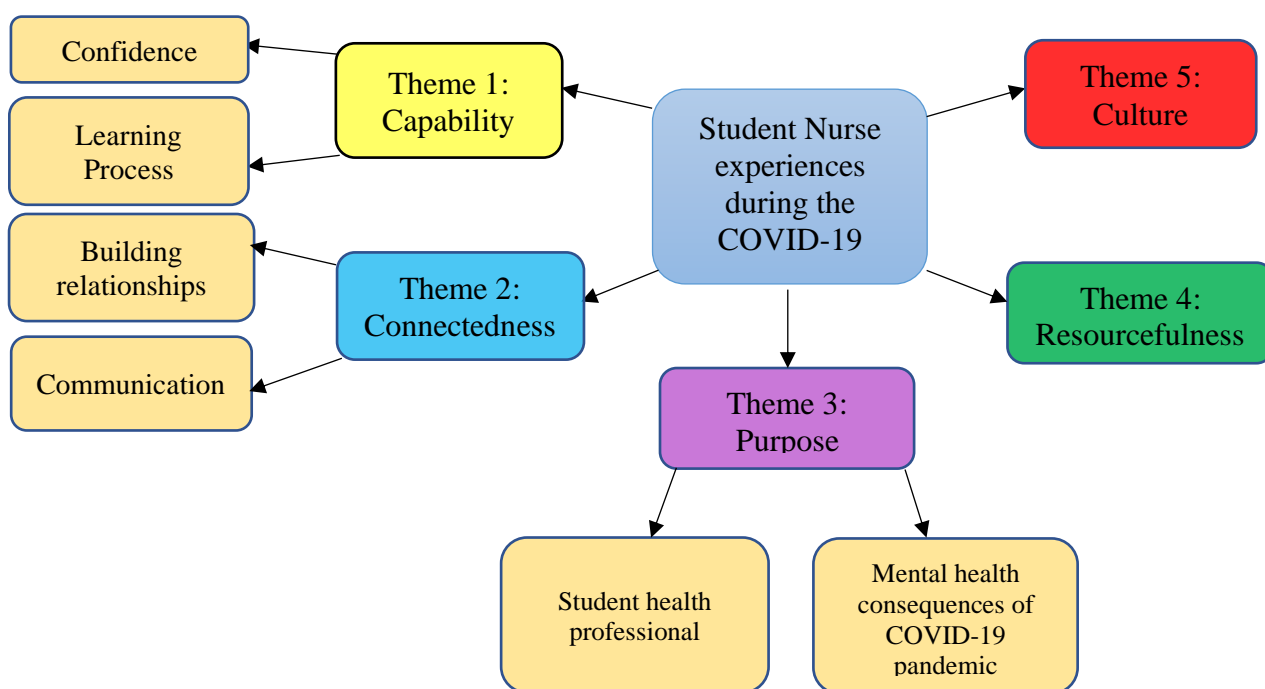 Confidence
Learning
Process
Building
relationships
Communication
Theme 1:
Capability
Theme 2:
Connectedness
Student Nurse
experiences
during the
COVID-19
Theme 5:
Culture
Theme 4:
Resourcefulness
Theme 3:
Purpose
Student health
professional
Mental health
consequences of
COVID-19
pandemic